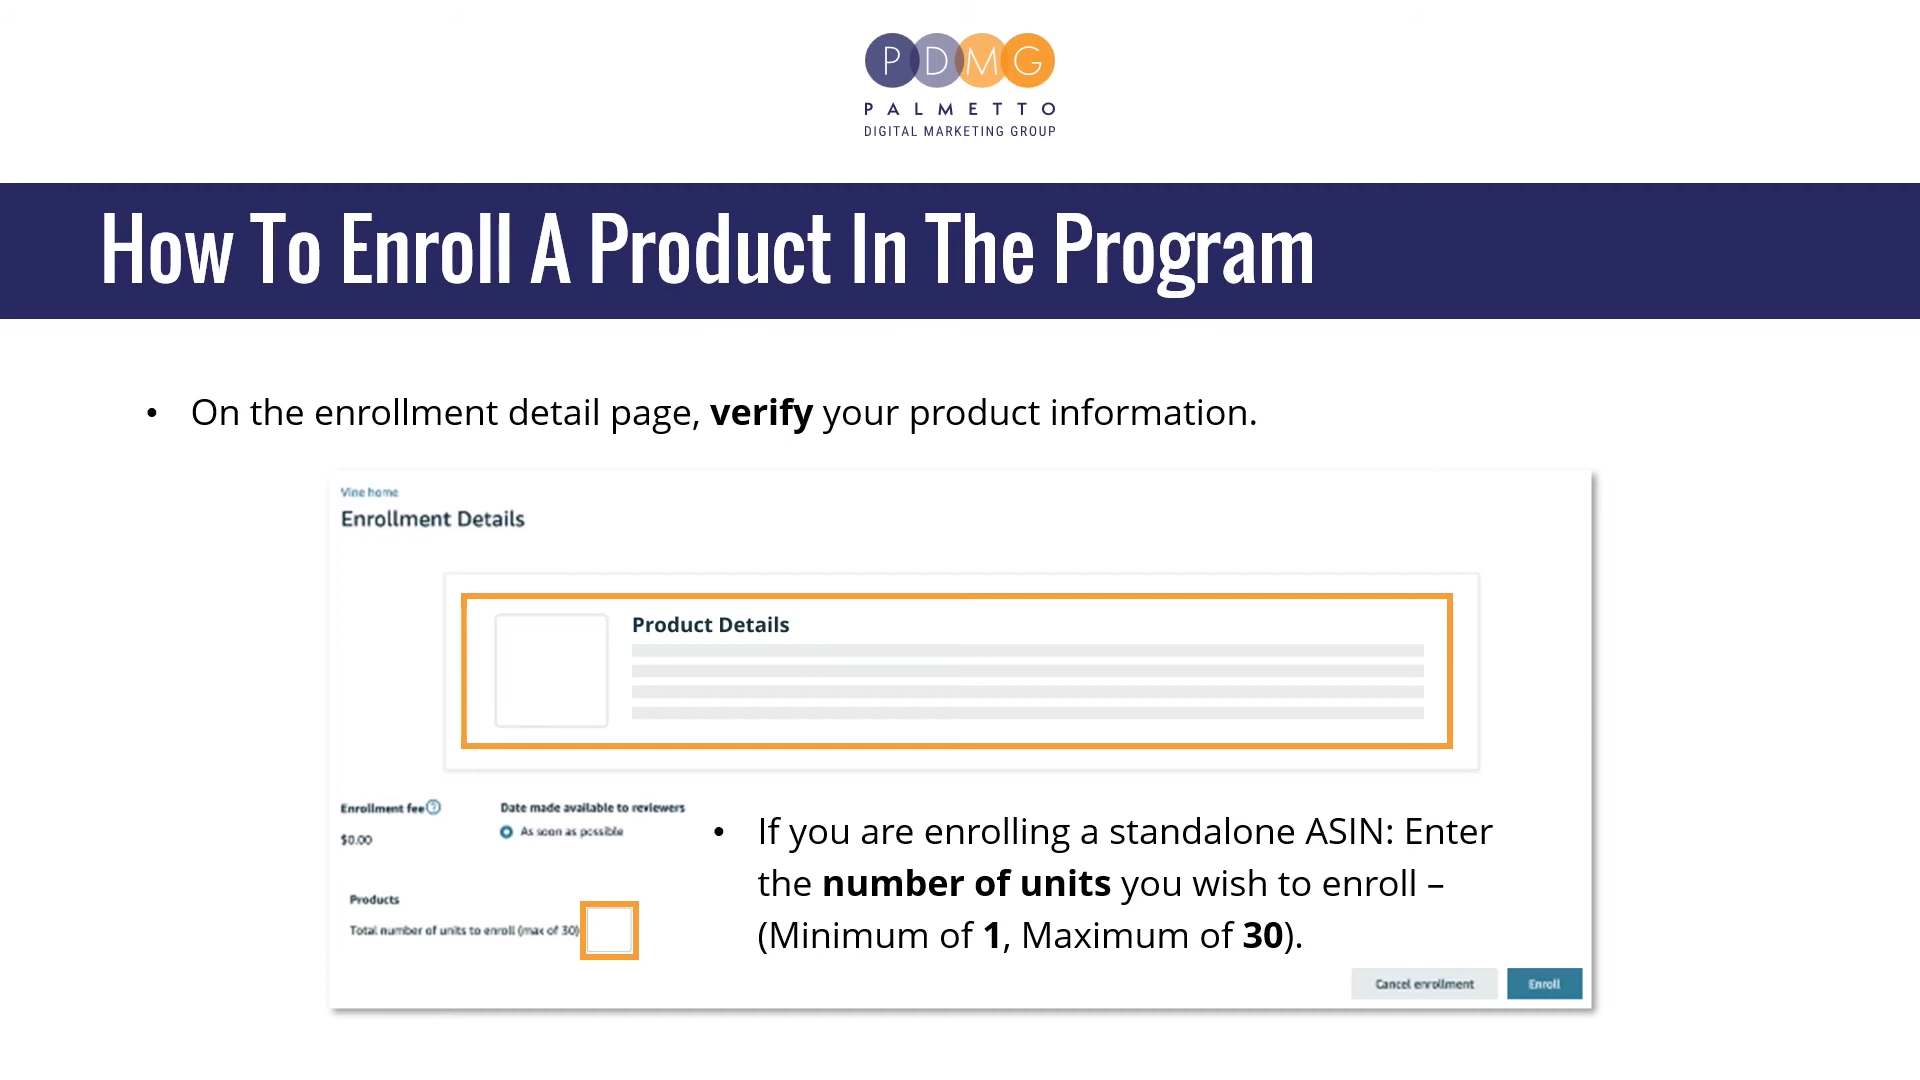 PDMG
PALMETTO
DIGITAL MARKETING GROUP
How To Enroll A Product In The Program
• On the enrollment detail page, verify your product information.
Vine home
Enrollment Details
Product Details
Enrollment fee
$0.00
Date made available to reviewers
As soon as possible
Products
Total number of units to enroll (max of 30)
• If you are enrolling a standalone ASIN: Enter
the number of units you wish to enroll –
(Minimum of 1, Maximum of 30).
Cancel enrollment
Enroll